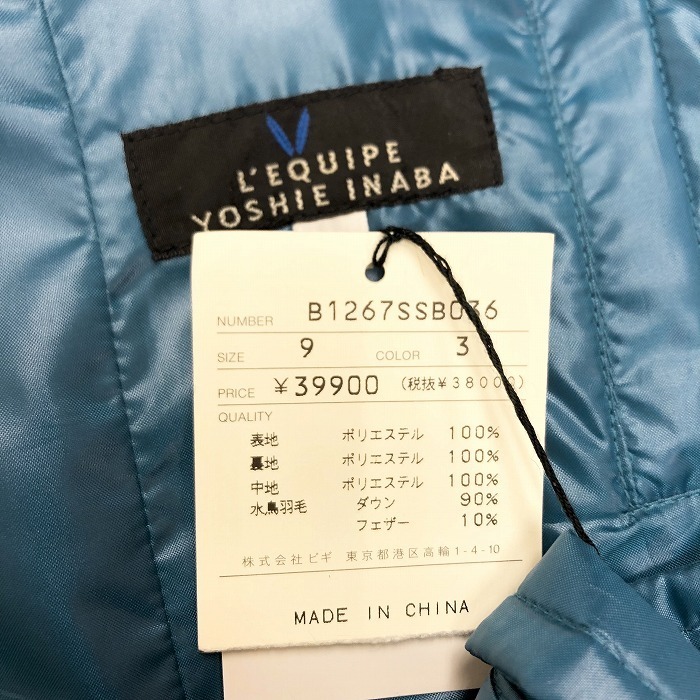 L'EQUIPE
YOSHIE INABA
NUMBER B1267SSB036
SIZE 9 COLOR 3
PRICE ¥39900 (税抜¥38000)
QUALITY
表地 ポリエステル 100%
裏地 ポリエステル 100%
中地 ポリエステル 100%
水鳥羽毛 ダウン 90%
フェザー 10%
株式会社ビギ 東京都港区高輪1-4-10
MADE IN CHINA